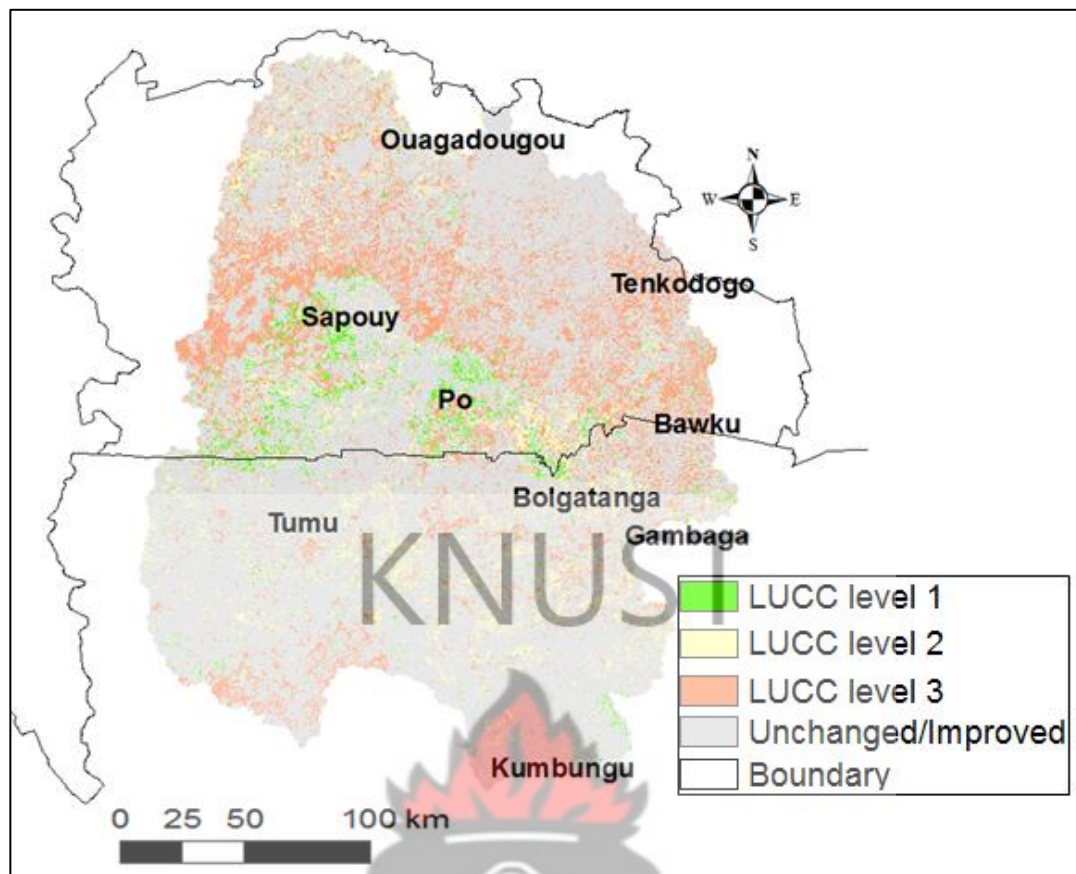 Ouagadougou
N
W E
S
Tenkodogo
Sapouy
Po
Bawku
Bolgatanga
Tumu
Gambaga
KNUST
LUCC level 1
LUCC level 2
LUCC level 3
Unchanged/Improved
Boundary
Kumbungu
0 25 50 100 km